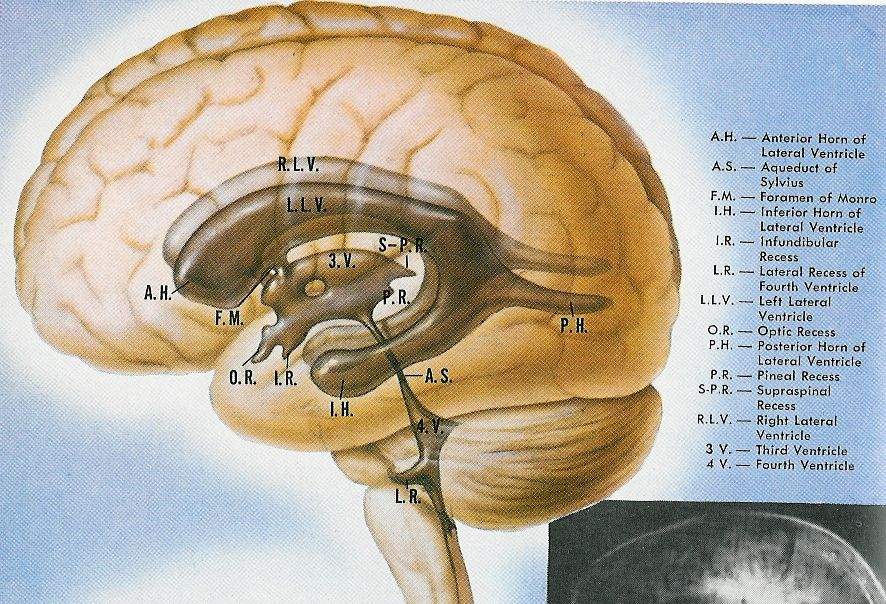 R.L.V.
L.L.V.
S-P.R.
3.V.
A.H.
P.R.
F.M.
P.H.
O.R.
I.R.
A.S.
I.H.
4.V.
L.R.
A.H. — Anterior Horn of
Lateral Ventricle
A.S. — Aqueduct of
Sylvius
F.M. — Foramen of Monro
I.H. — Inferior Horn of
Lateral Ventricle
I.R. — Infundibular
Recess
L.R. — Lateral Recess of
Fourth Ventricle
L.L.V. — Left Lateral
Ventricle
O.R. — Optic Recess
P.H. — Posterior Horn of
Lateral Ventricle
P.R. — Pineal Recess
S-P.R. — Supraspinal
Recess
R.L.V. — Right Lateral
Ventricle
3 V. — Third Ventricle
4 V. — Fourth Ventricle